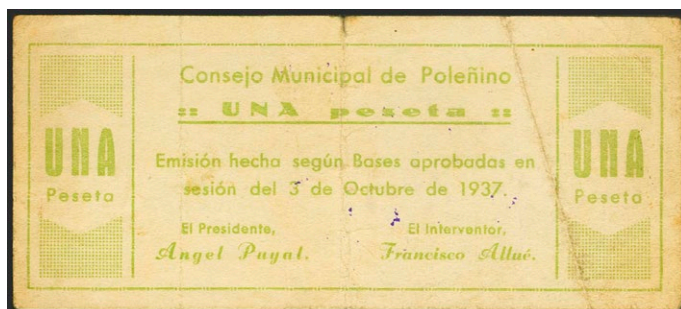 Consejo Municipal de Poleñino
:: UNA peseta ::
UNA
Peseta
Emisión hecha según Bases aprobadas en
sesión del 3 de Octubre de 1937.
El Presidente,
Angel Puyal.
El Interventor,
Francisco Allué.
UNA
Peseta